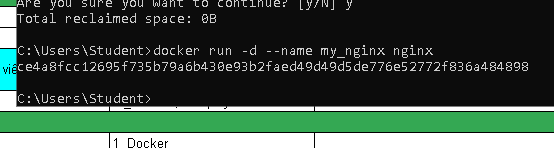 Are you sure you want to continue? [y/N] y
Total reclaimed space: 0B
C:\Users\Student>docker run -d --name my_nginx nginx
ce4a8fcc12695f735b79a6b430e93b2faed49d49d5de776e52772f836a484898
vie
C:\Users\Student>
1 Docker